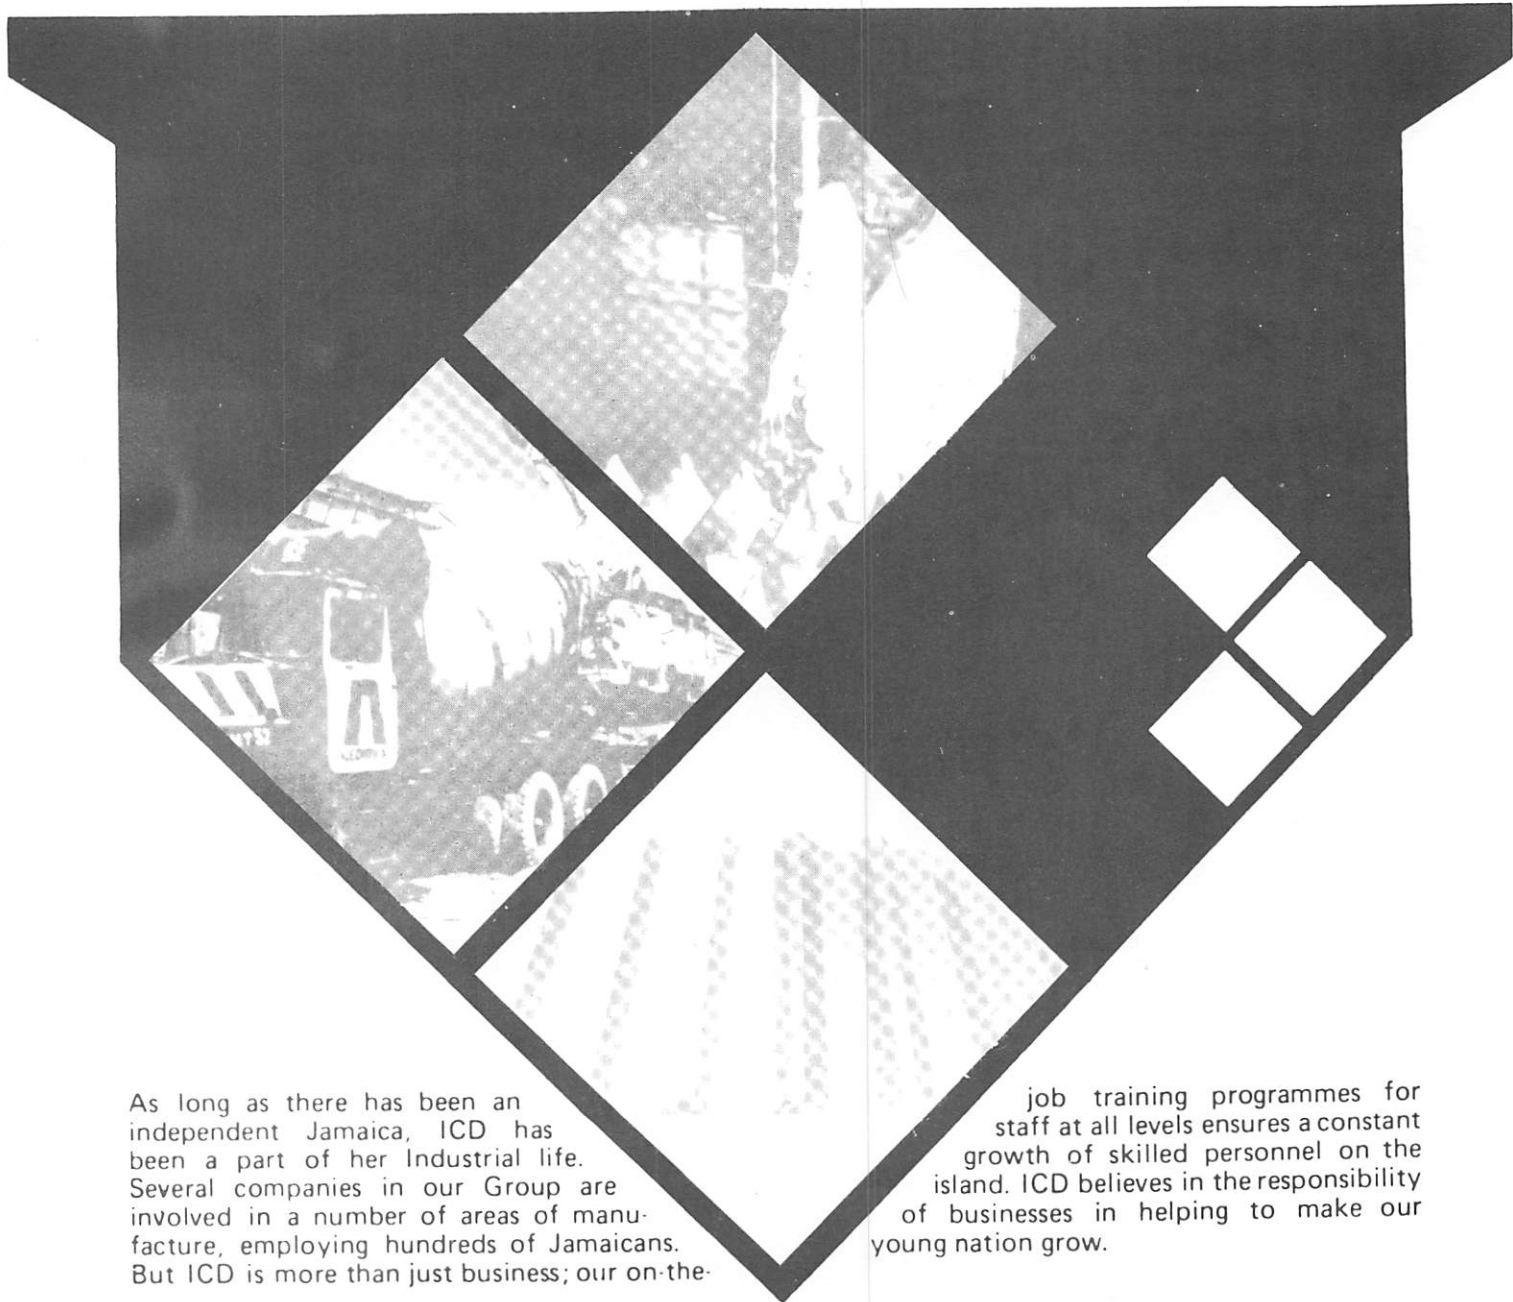 As long as there has been an
independent Jamaica, ICD has
been a part of her Industrial life.
Several companies in our Group are
involved in a number of areas of manu-
facture, employing hundreds of Jamaicans.
But ICD is more than just business; our on-the-
job training programmes for
staff at all levels ensures a constant
growth of skilled personnel on the
island. ICD believes in the responsibility
of businesses in helping to make our
young nation grow.